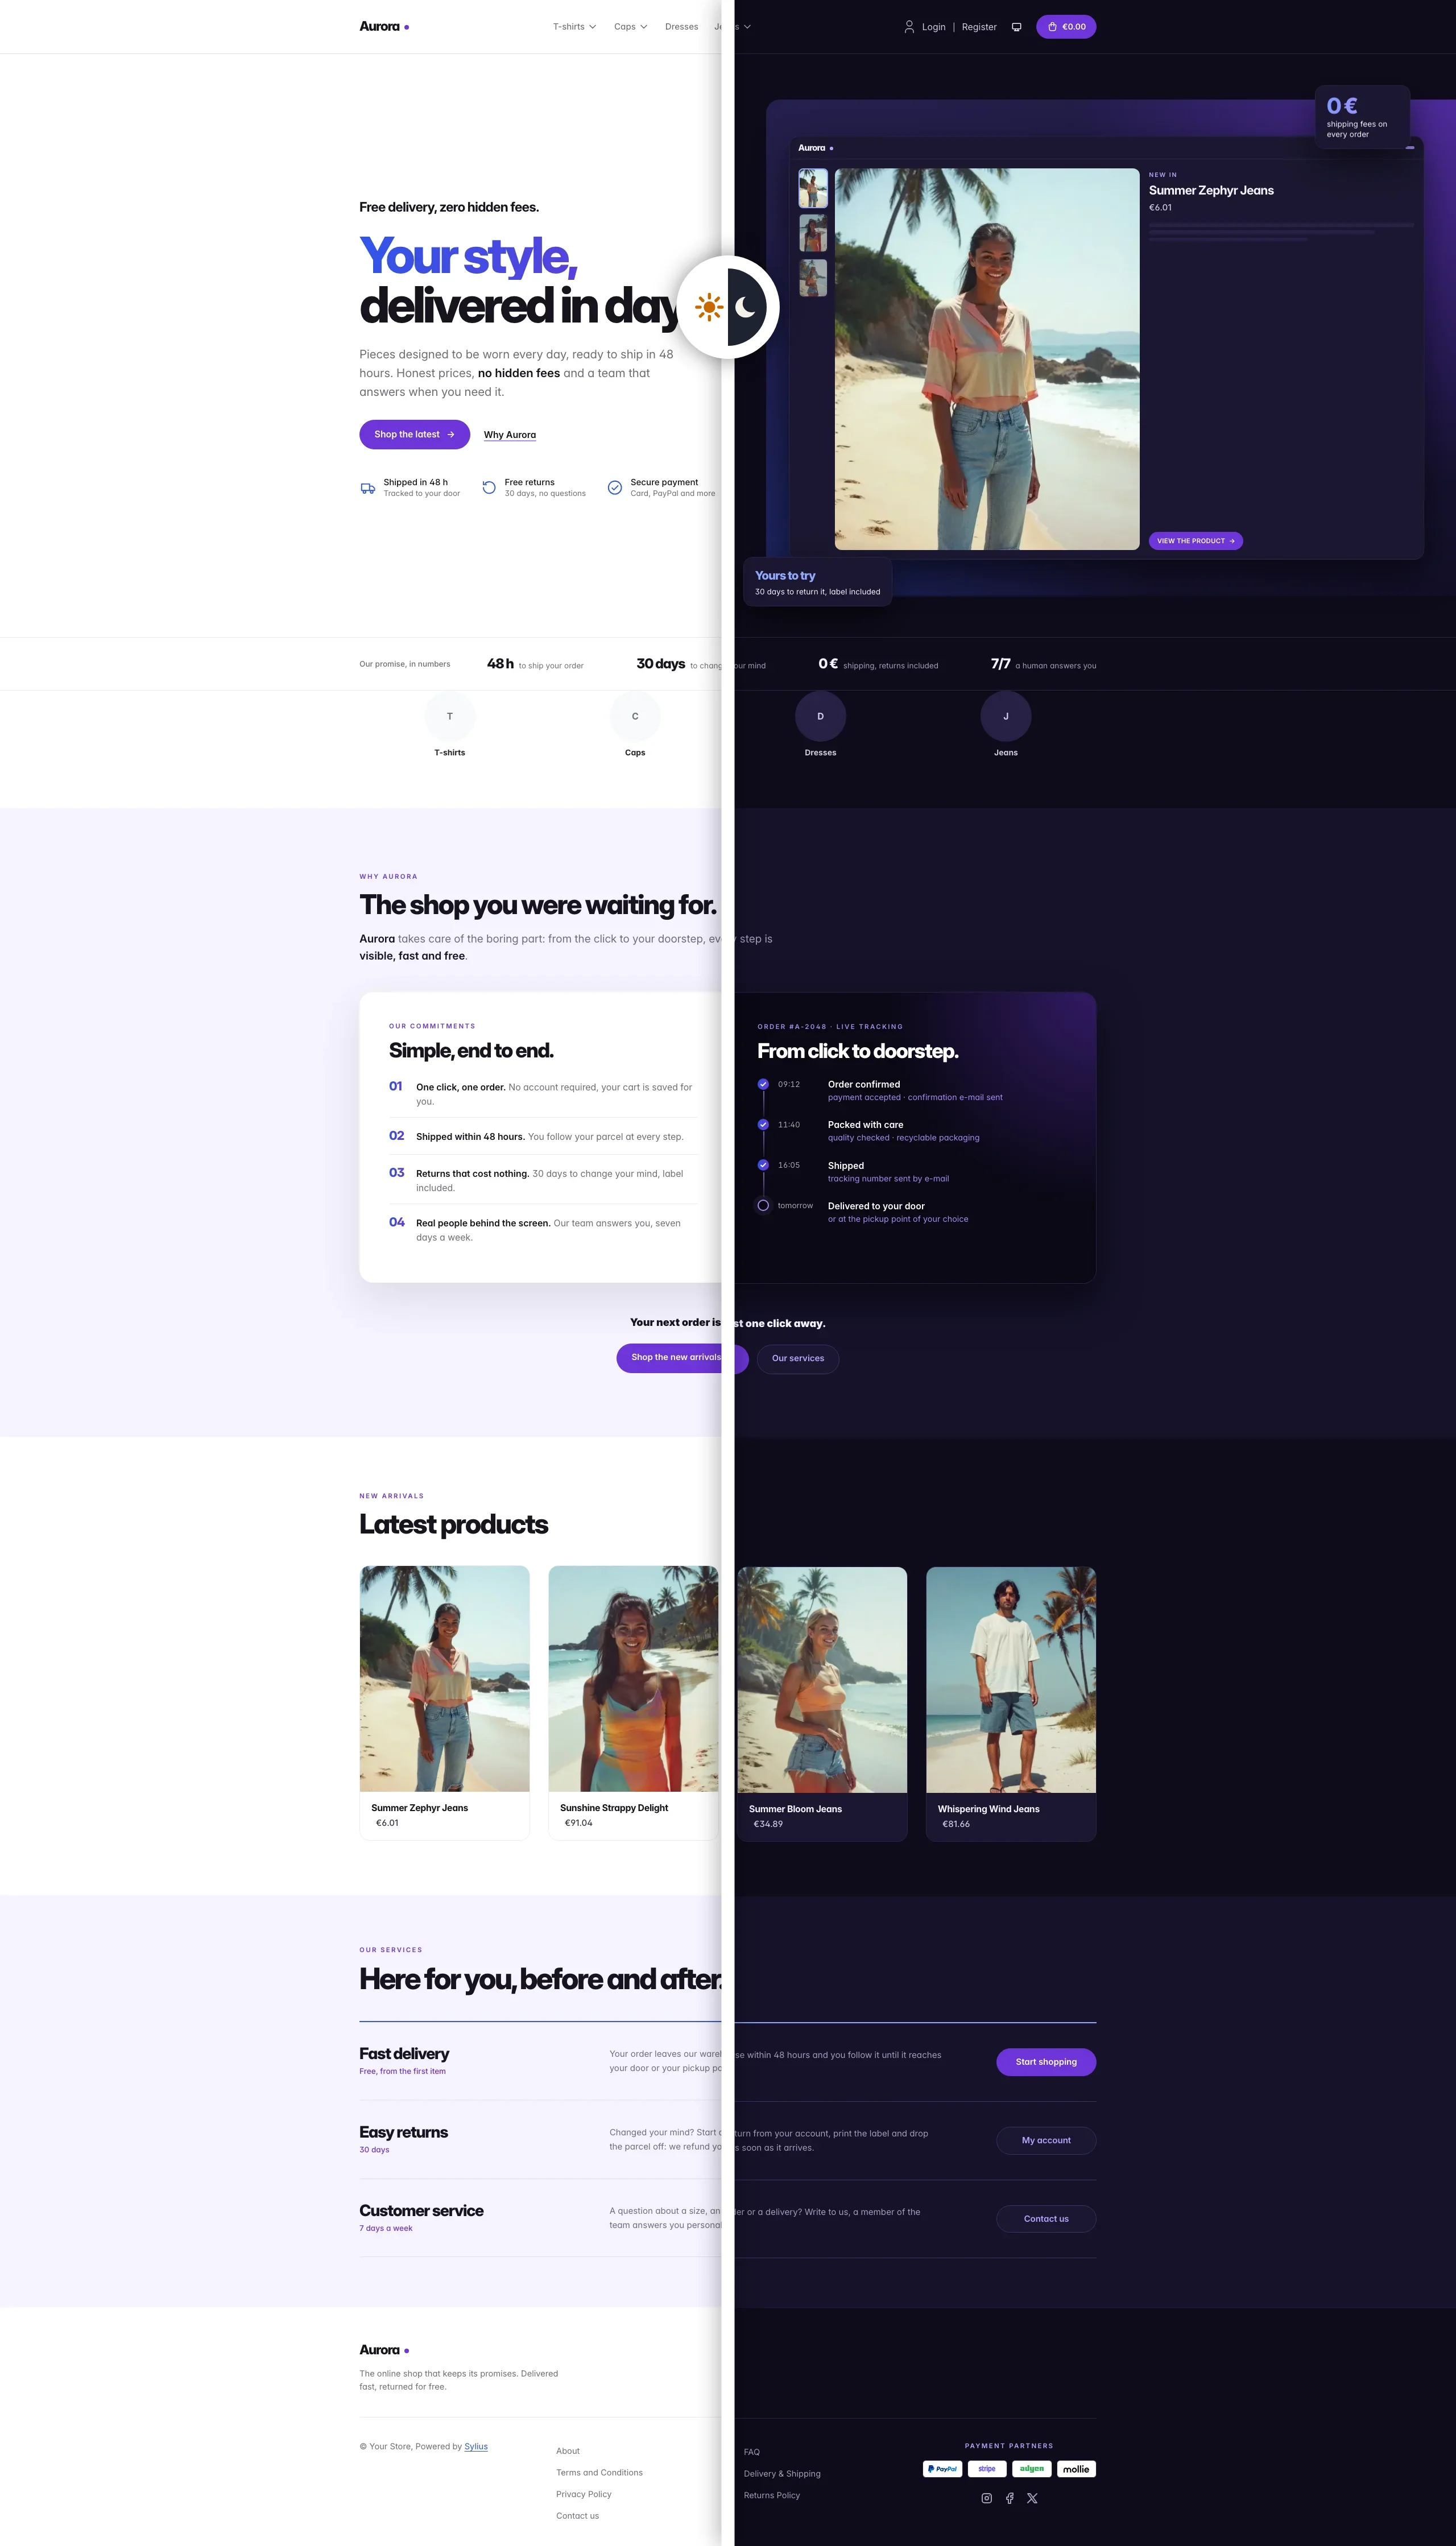 Aurora
T-shirts
Caps
Dresses
Login | Register
€0.00
Free delivery, zero hidden fees.
Your style,
delivered in day
Pieces designed to be worn every day, ready to ship in 48
hours. Honest prices, no hidden fees and a team that
answers when you need it.
Shop the latest →
Why Aurora
Shipped in 48 h
Tracked to your door
Free returns
30 days, no questions
Secure payment
Card, PayPal and more
0 €
shipping fees on
every order
Aurora
NEW IN
Summer Zephyr Jeans
€6.01
VIEW THE PRODUCT →
Yours to try
30 days to return it, label included
Our promise, in numbers
48 h to ship your order
30 days to chang our mind
0 € shipping, returns included
7/7 a human answers you
T
T-shirts
C
Caps
D
Dresses
J
Jeans
WHY AURORA
The shop you were waiting for.
Aurora takes care of the boring part: from the click to your doorstep, ev y step is
visible, fast and free.
OUR COMMITMENTS
Simple, end to end.
01 One click, one order. No account required, your cart is saved for
you.
02 Shipped within 48 hours. You follow your parcel at every step.
03 Returns that cost nothing. 30 days to change your mind, label
included.
04 Real people behind the screen. Our team answers you, seven
days a week.
ORDER #A-2048 · LIVE TRACKING
From click to doorstep.
09:12 Order confirmed
payment accepted · confirmation e-mail sent
11:40 Packed with care
quality checked · recyclable packaging
16:05 Shipped
tracking number sent by e-mail
tomorrow Delivered to your door
or at the pickup point of your choice
Your next order is st one click away.
Shop the new arrivals
Our services
NEW ARRIVALS
Latest products
Summer Zephyr Jeans
€6.01
Sunshine Strappy Delight
€91.04
Summer Bloom Jeans
€34.89
Whispering Wind Jeans
€81.66
OUR SERVICES
Here for you, before and after.
Fast delivery
Free, from the first item
Your order leaves our wareh se within 48 hours and you follow it until it reaches
your door or your pickup po
Start shopping
Easy returns
30 days
Changed your mind? Start a turn from your account, print the label and drop
the parcel off: we refund yo s soon as it arrives.
My account
Customer service
7 days a week
A question about a size, an der or a delivery? Write to us, a member of the
team answers you personal
Contact us
Aurora
The online shop that keeps its promises. Delivered
fast, returned for free.
© Your Store, Powered by Sylius
About
Terms and Conditions
Privacy Policy
Contact us
FAQ
Delivery & Shipping
Returns Policy
PAYMENT PARTNERS
PayPal
stripe
adyen
mollie